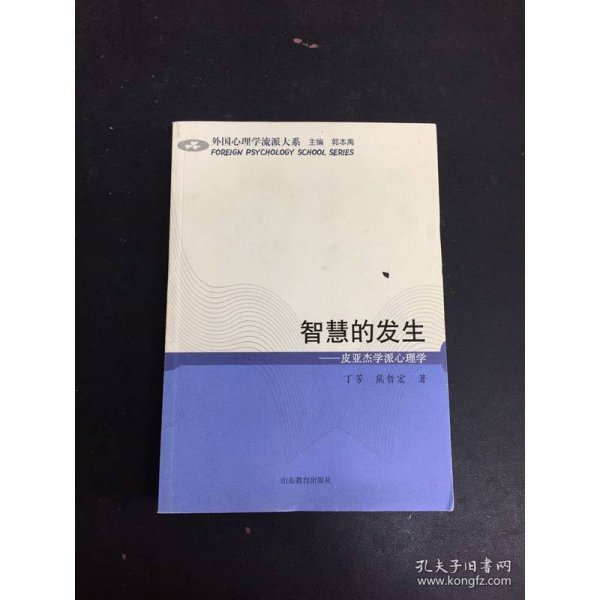 外国心理学流派大系 主编 郭本禹
FOREIGN PSYCHOLOGY SCHOOL SERIES
智慧的发生
——皮亚杰学派心理学
丁芳 熊哲宏 著
山东教育出版社
孔夫子旧书网
www.kongfz.com